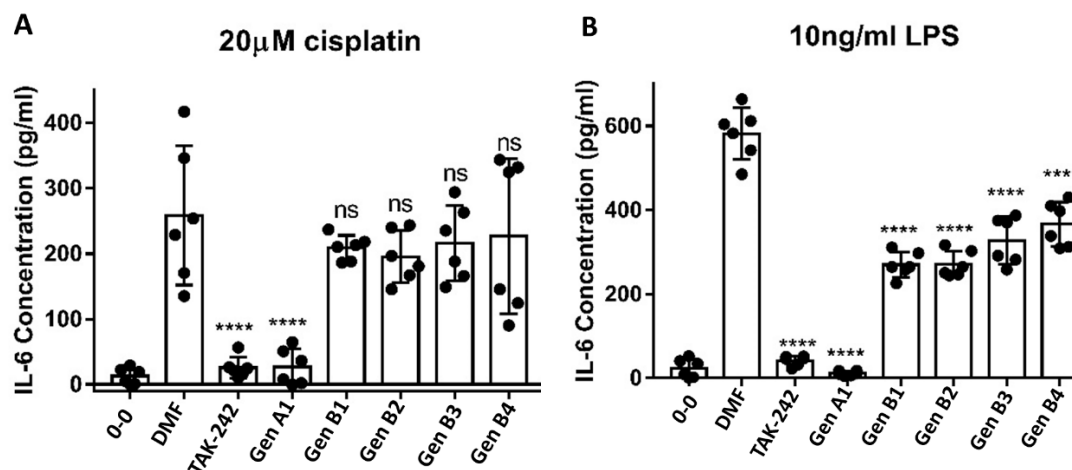 A
20μM cisplatin
IL-6 Concentration (pg/ml)
400
300
200
100
0
****
****
ns
ns
ns
ns
0-0
DMF
TAK-242
Gen A1
Gen B1
Gen B2
Gen B3
Gen B4
B
10ng/ml LPS
IL-6 Concentration (pg/ml)
600
400
200
0
****
****
****
****
****
***
0-0
DMF
TAK-242
Gen A1
Gen B1
Gen B2
Gen B3
Gen B4